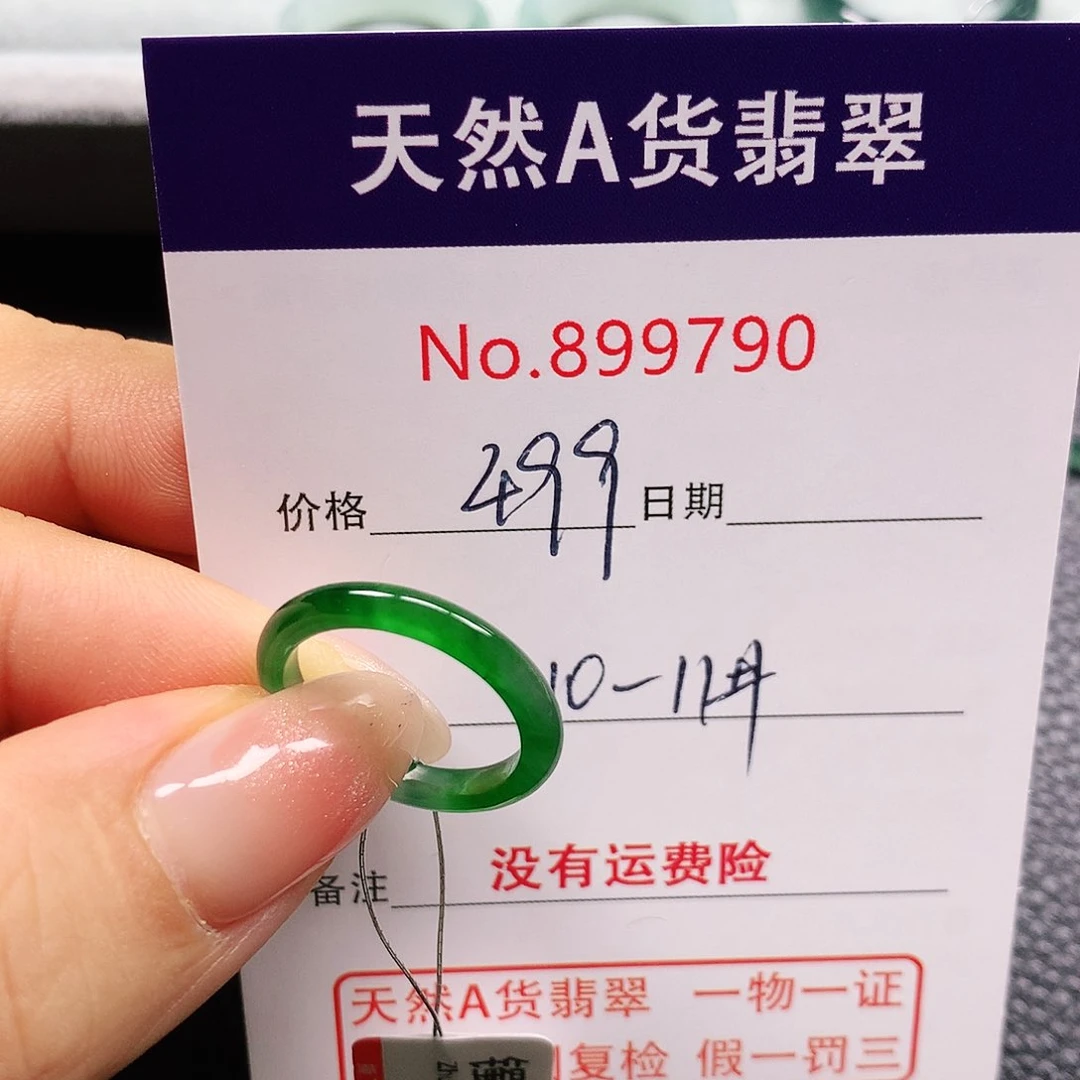 天然A货翡翠
No.899790
价格 499 日期
10-11#
备注 没有运费险
天然A货翡翠 一物一证
复检 假一罚三